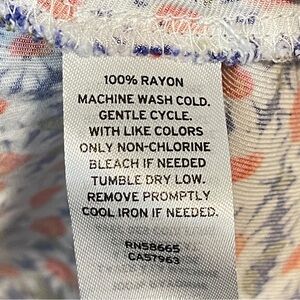 100% RAYON
MACHINE WASH COLD.
GENTLE CYCLE.
WITH LIKE COLORS
ONLY NON-CHLORINE
BLEACH IF NEEDED
TUMBLE DRY LOW.
REMOVE PROMPTLY
COOL IRON IF NEEDED.
RN58665
CA57963